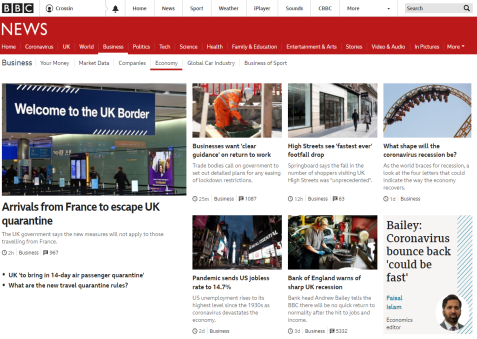 BBC
Crossin
Home
News
Sport
Weather
iPlayer
Sounds
CBBC
More
Search
NEWS
Home
Coronavirus
UK
World
Business
Politics
Tech
Science
Health
Family & Education
Entertainment & Arts
Stories
Video & Audio
In Pictures
More
Business
Your Money
Market Data
Companies
Economy
Global Car Industry
Business of Sport
Welcome to the UK Border
Arrivals from France to escape UK
quarantine
The UK government says the new measures will not apply to those
travelling from France.
2h
Business
967
UK 'to bring in 14-day air passenger quarantine'
What are the new travel quarantine rules?
Businesses want 'clear
guidance' on return to work
Trade bodies call on government to
set out detailed plans for any easing
of lockdown restrictions.
25m
Business
1087
High Streets see 'fastest ever'
footfall drop
Springboard says the fall in
the number of shoppers visiting UK
High Streets was "unprecedented".
12h
Business
63
What shape will the
coronavirus recession be?
As the world braces for recession, a
look at the four letters that could
indicate the way the economy
recovers.
1d
Business
Pandemic sends US jobless
rate to 14.7%
US unemployment rises to its
highest level since the 1930s as
coronavirus devastates the
economy.
2d
Business
Bank of England warns of
sharp UK recession
Bank head Andrew Bailey tells the
BBC there will be no quick return to
normality after the hit to jobs and
income.
3d
Business
5332
Bailey:
Coronavirus
bounce back
'could be
fast'
Faisal
Islam
Economics
editor